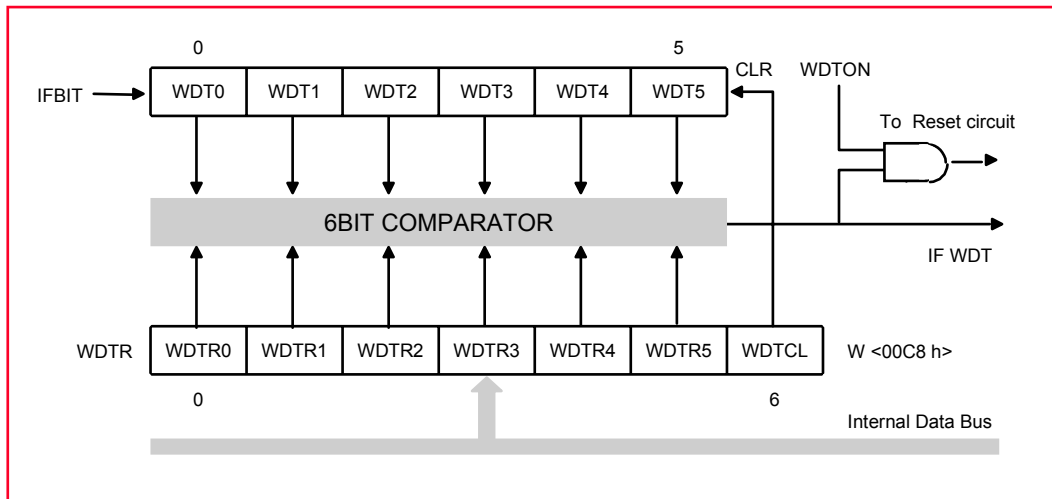 0 5
CLR WDTON
IFBIT WDT0 WDT1 WDT2 WDT3 WDT4 WDT5
To Reset circuit
6BIT COMPARATOR
IF WDT
WDTR WDTR0 WDTR1 WDTR2 WDTR3 WDTR4 WDTR5 WDTCL W <00C8 h>
0 6
Internal Data Bus